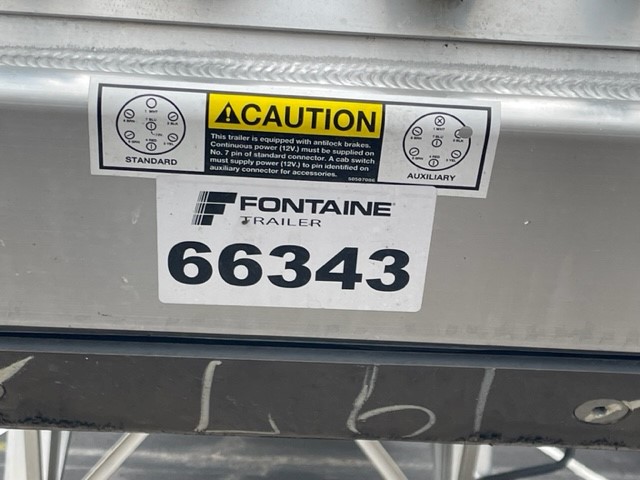 CAUTION
This trailer is equipped with antilock brakes.
Continuous power (12V.) must be supplied on
No. 7 pin of standard connector. A cab switch
must supply power (12V.) to pin identified on
auxiliary connector for accessories.
STANDARD
AUXILIARY
FONTAINE
TRAILER
66343